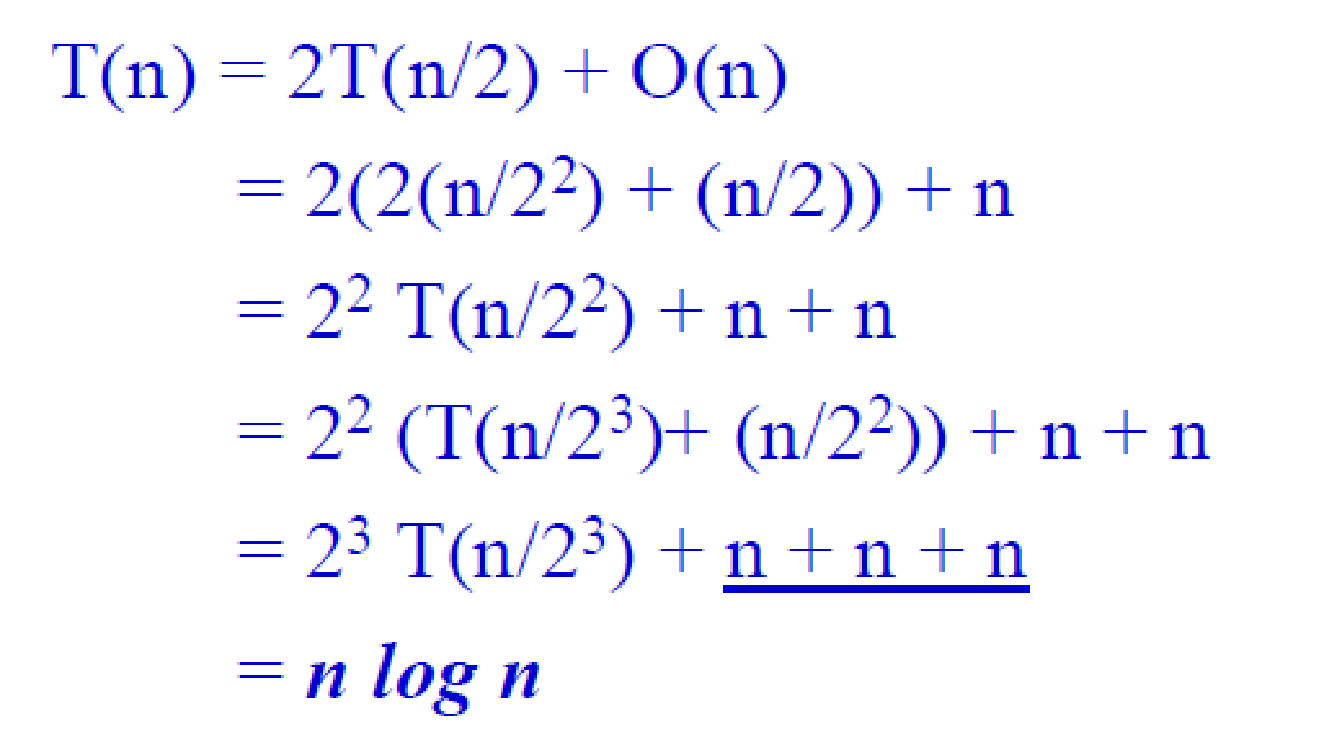 T(n) = 2T(n/2) + O(n)
= 2(2(n/2²) + (n/2)) + n
= 2² T(n/2²) + n + n
= 2² (T(n/2³)+ (n/2²)) + n + n
= 2³ T(n/2³) + n + n + n
= n log n